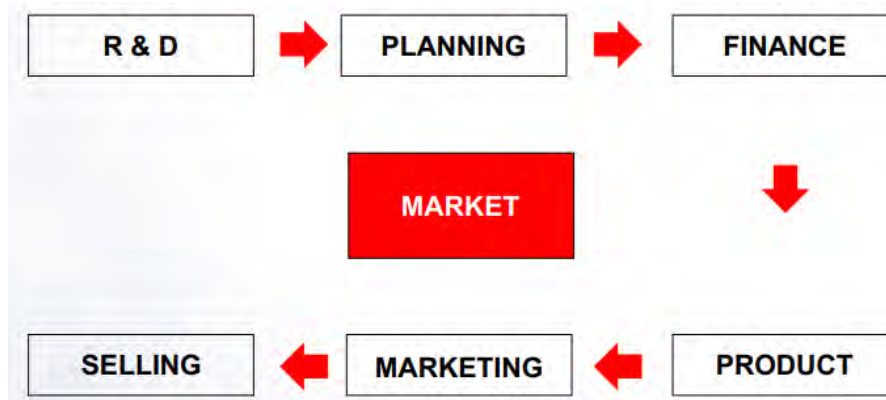 R & D
PLANNING
FINANCE
MARKET
SELLING
MARKETING
PRODUCT